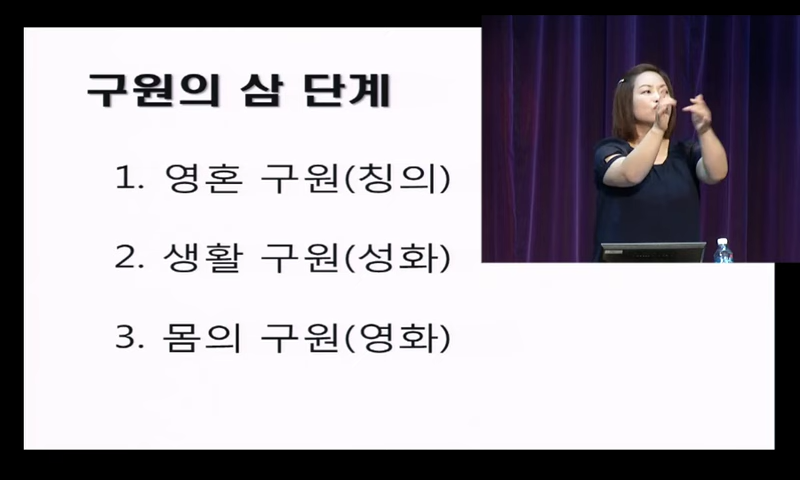 구원의 삼 단계
1. 영혼 구원(칭의)
2. 생활 구원(성화)
3. 몸의 구원(영화)